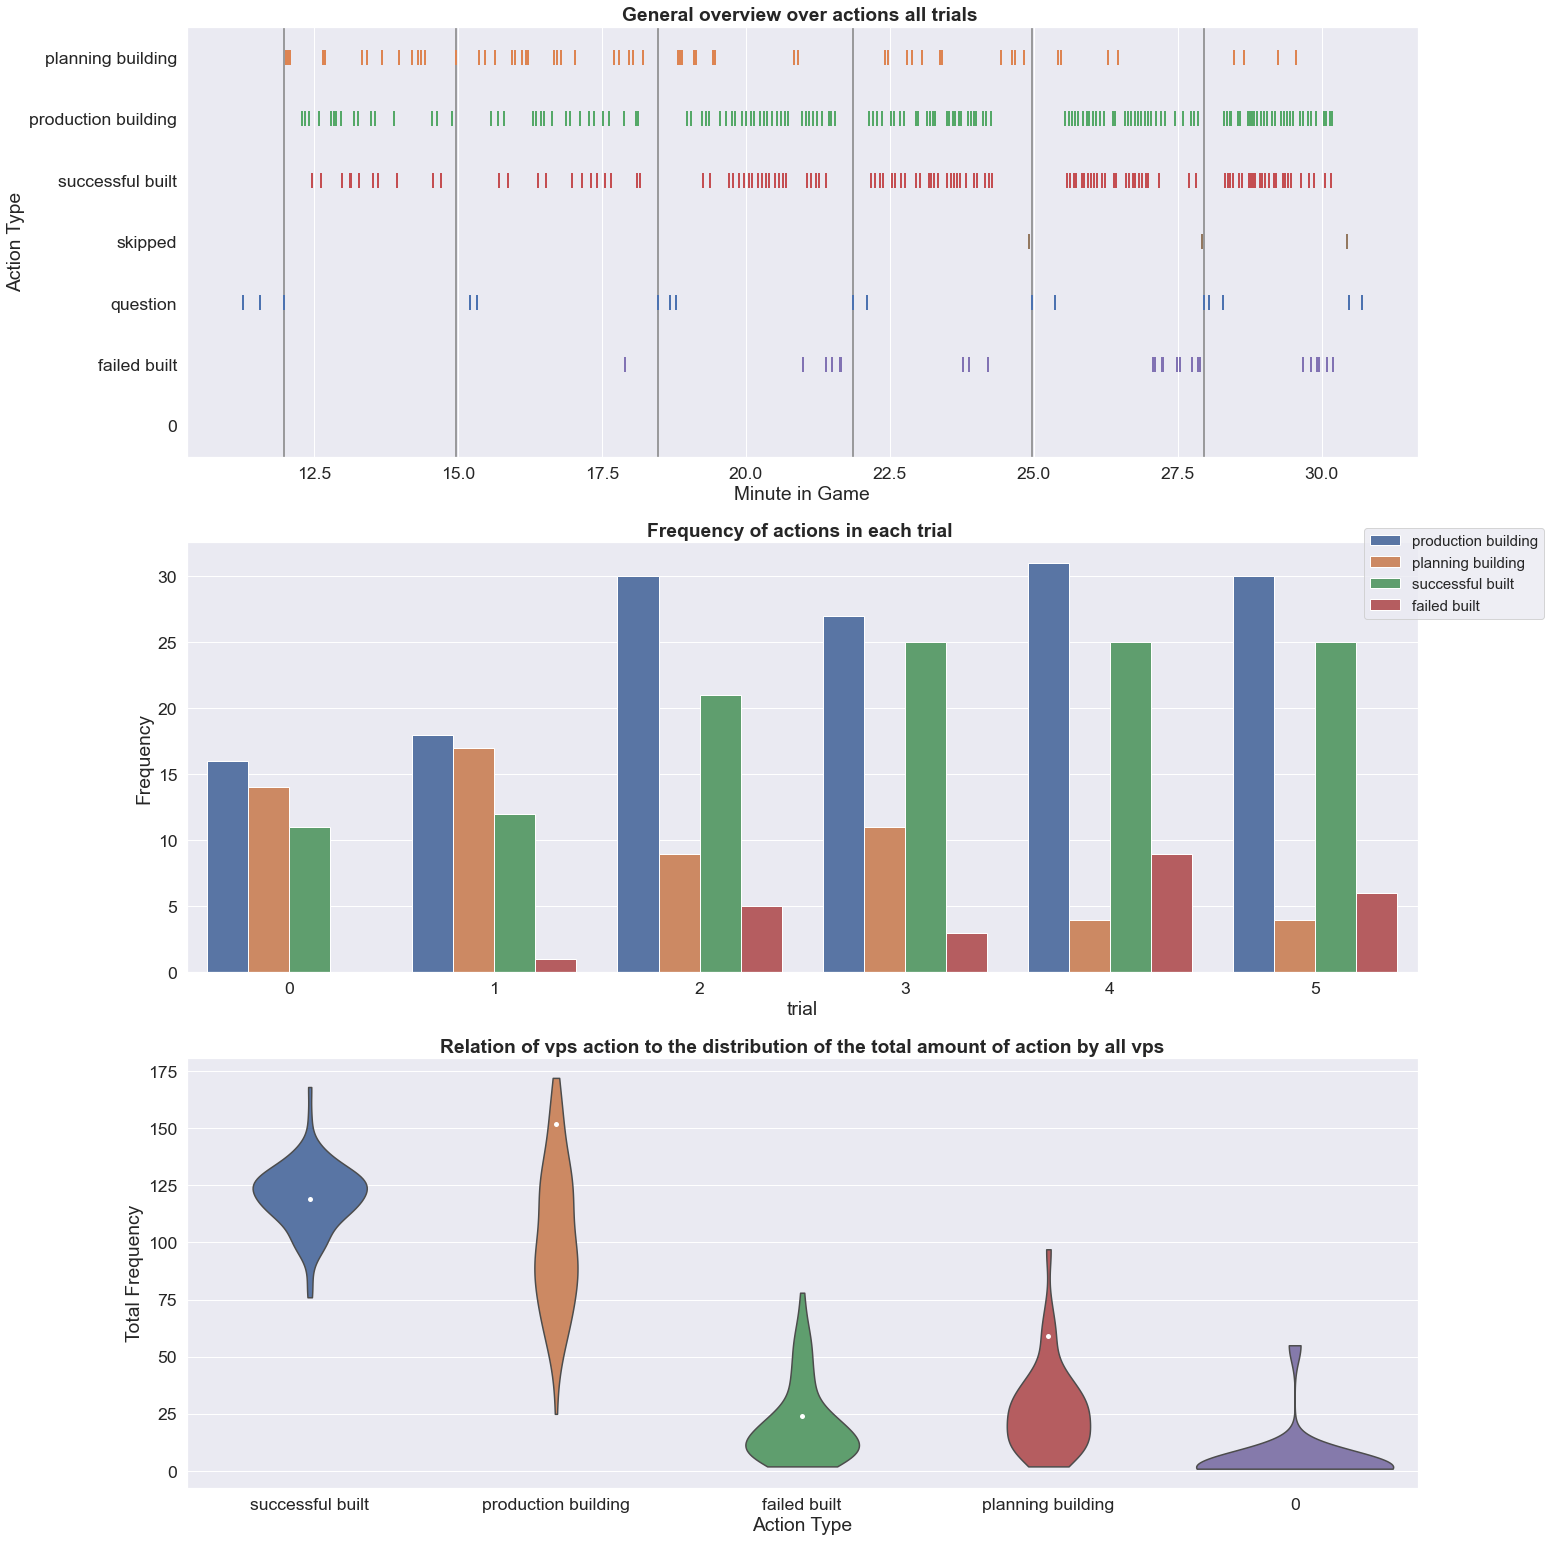 General overview over actions all trials
planning building
production building
successful built
skipped
question
failed built
0
Action Type
12.5 15.0 17.5 20.0 22.5 25.0 27.5 30.0
Minute in Game
Frequency of actions in each trial
production building
planning building
successful built
failed built
30
25
20
15
10
5
0
Frequency
0 1 2 3 4 5
trial
Relation of vps action to the distribution of the total amount of action by all vps
175
150
125
100
75
50
25
0
Total Frequency
successful built production building failed built planning building 0
Action Type